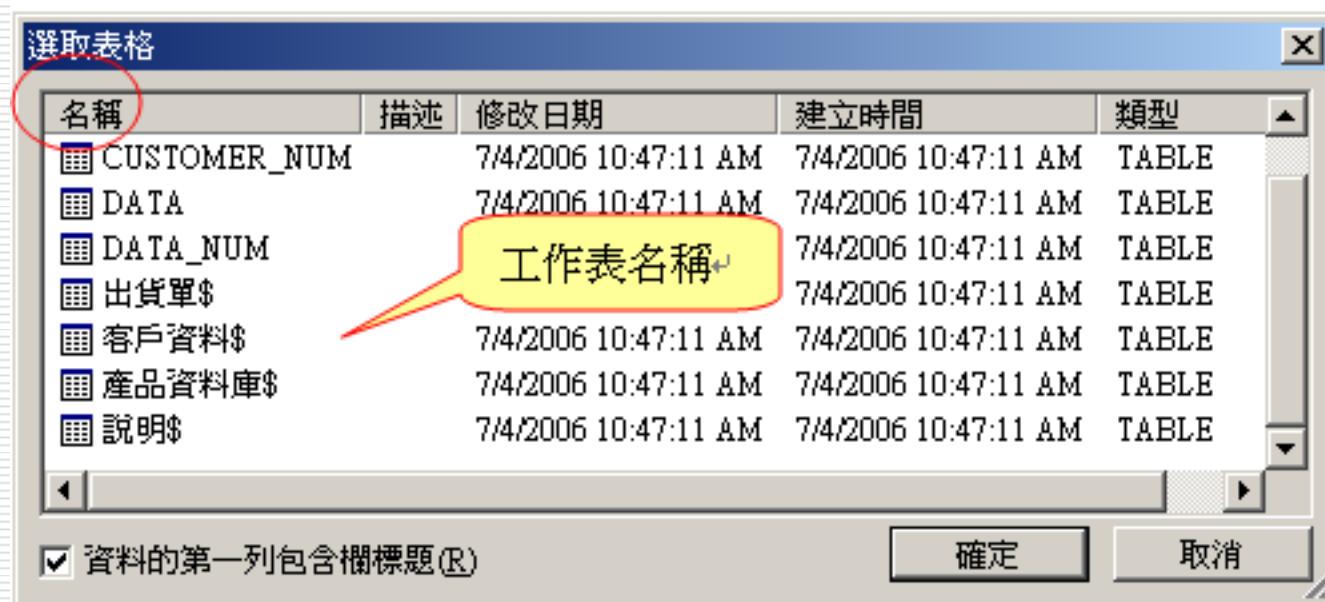 選取表格
名稱 描述 修改日期 建立時間 類型
CUSTOMER_NUM 7/4/2006 10:47:11 AM 7/4/2006 10:47:11 AM TABLE
DATA 7/4/2006 10:47:11 AM 7/4/2006 10:47:11 AM TABLE
DATA_NUM 7/4/2006 10:47:11 AM TABLE
工作表名稱
出貨單$ 7/4/2006 10:47:11 AM TABLE
客戶資料$ 7/4/2006 10:47:11 AM 7/4/2006 10:47:11 AM TABLE
產品資料庫$ 7/4/2006 10:47:11 AM 7/4/2006 10:47:11 AM TABLE
說明$ 7/4/2006 10:47:11 AM 7/4/2006 10:47:11 AM TABLE
資料的第一列包含欄標題(R) 確定 取消